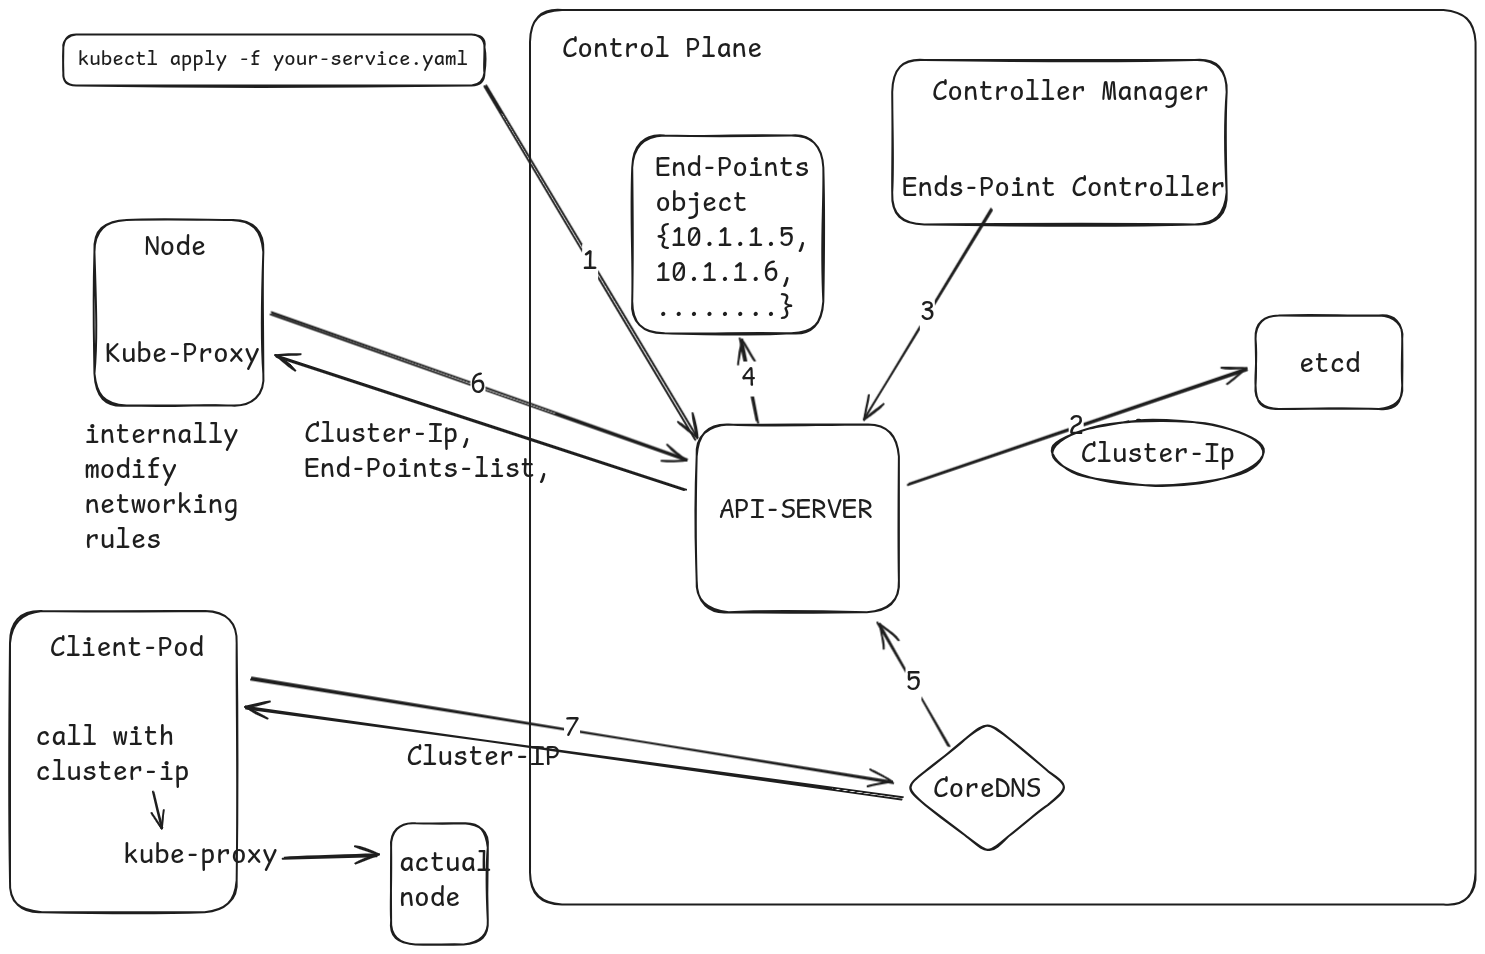 kubectl apply -f your-service.yaml
Control Plane
Controller Manager
Ends-Point Controller
End-Points
object
{10.1.1.5,
10.1.1.6,
........}
1
3
4
Node
Kube-Proxy
internally
modify
networking
rules
6
Cluster-Ip,
End-Points-list,
etcd
2
Cluster-Ip
API-SERVER
5
Client-Pod
call with
cluster-ip
kube-proxy
7
Cluster-IP
CoreDNS
actual
node